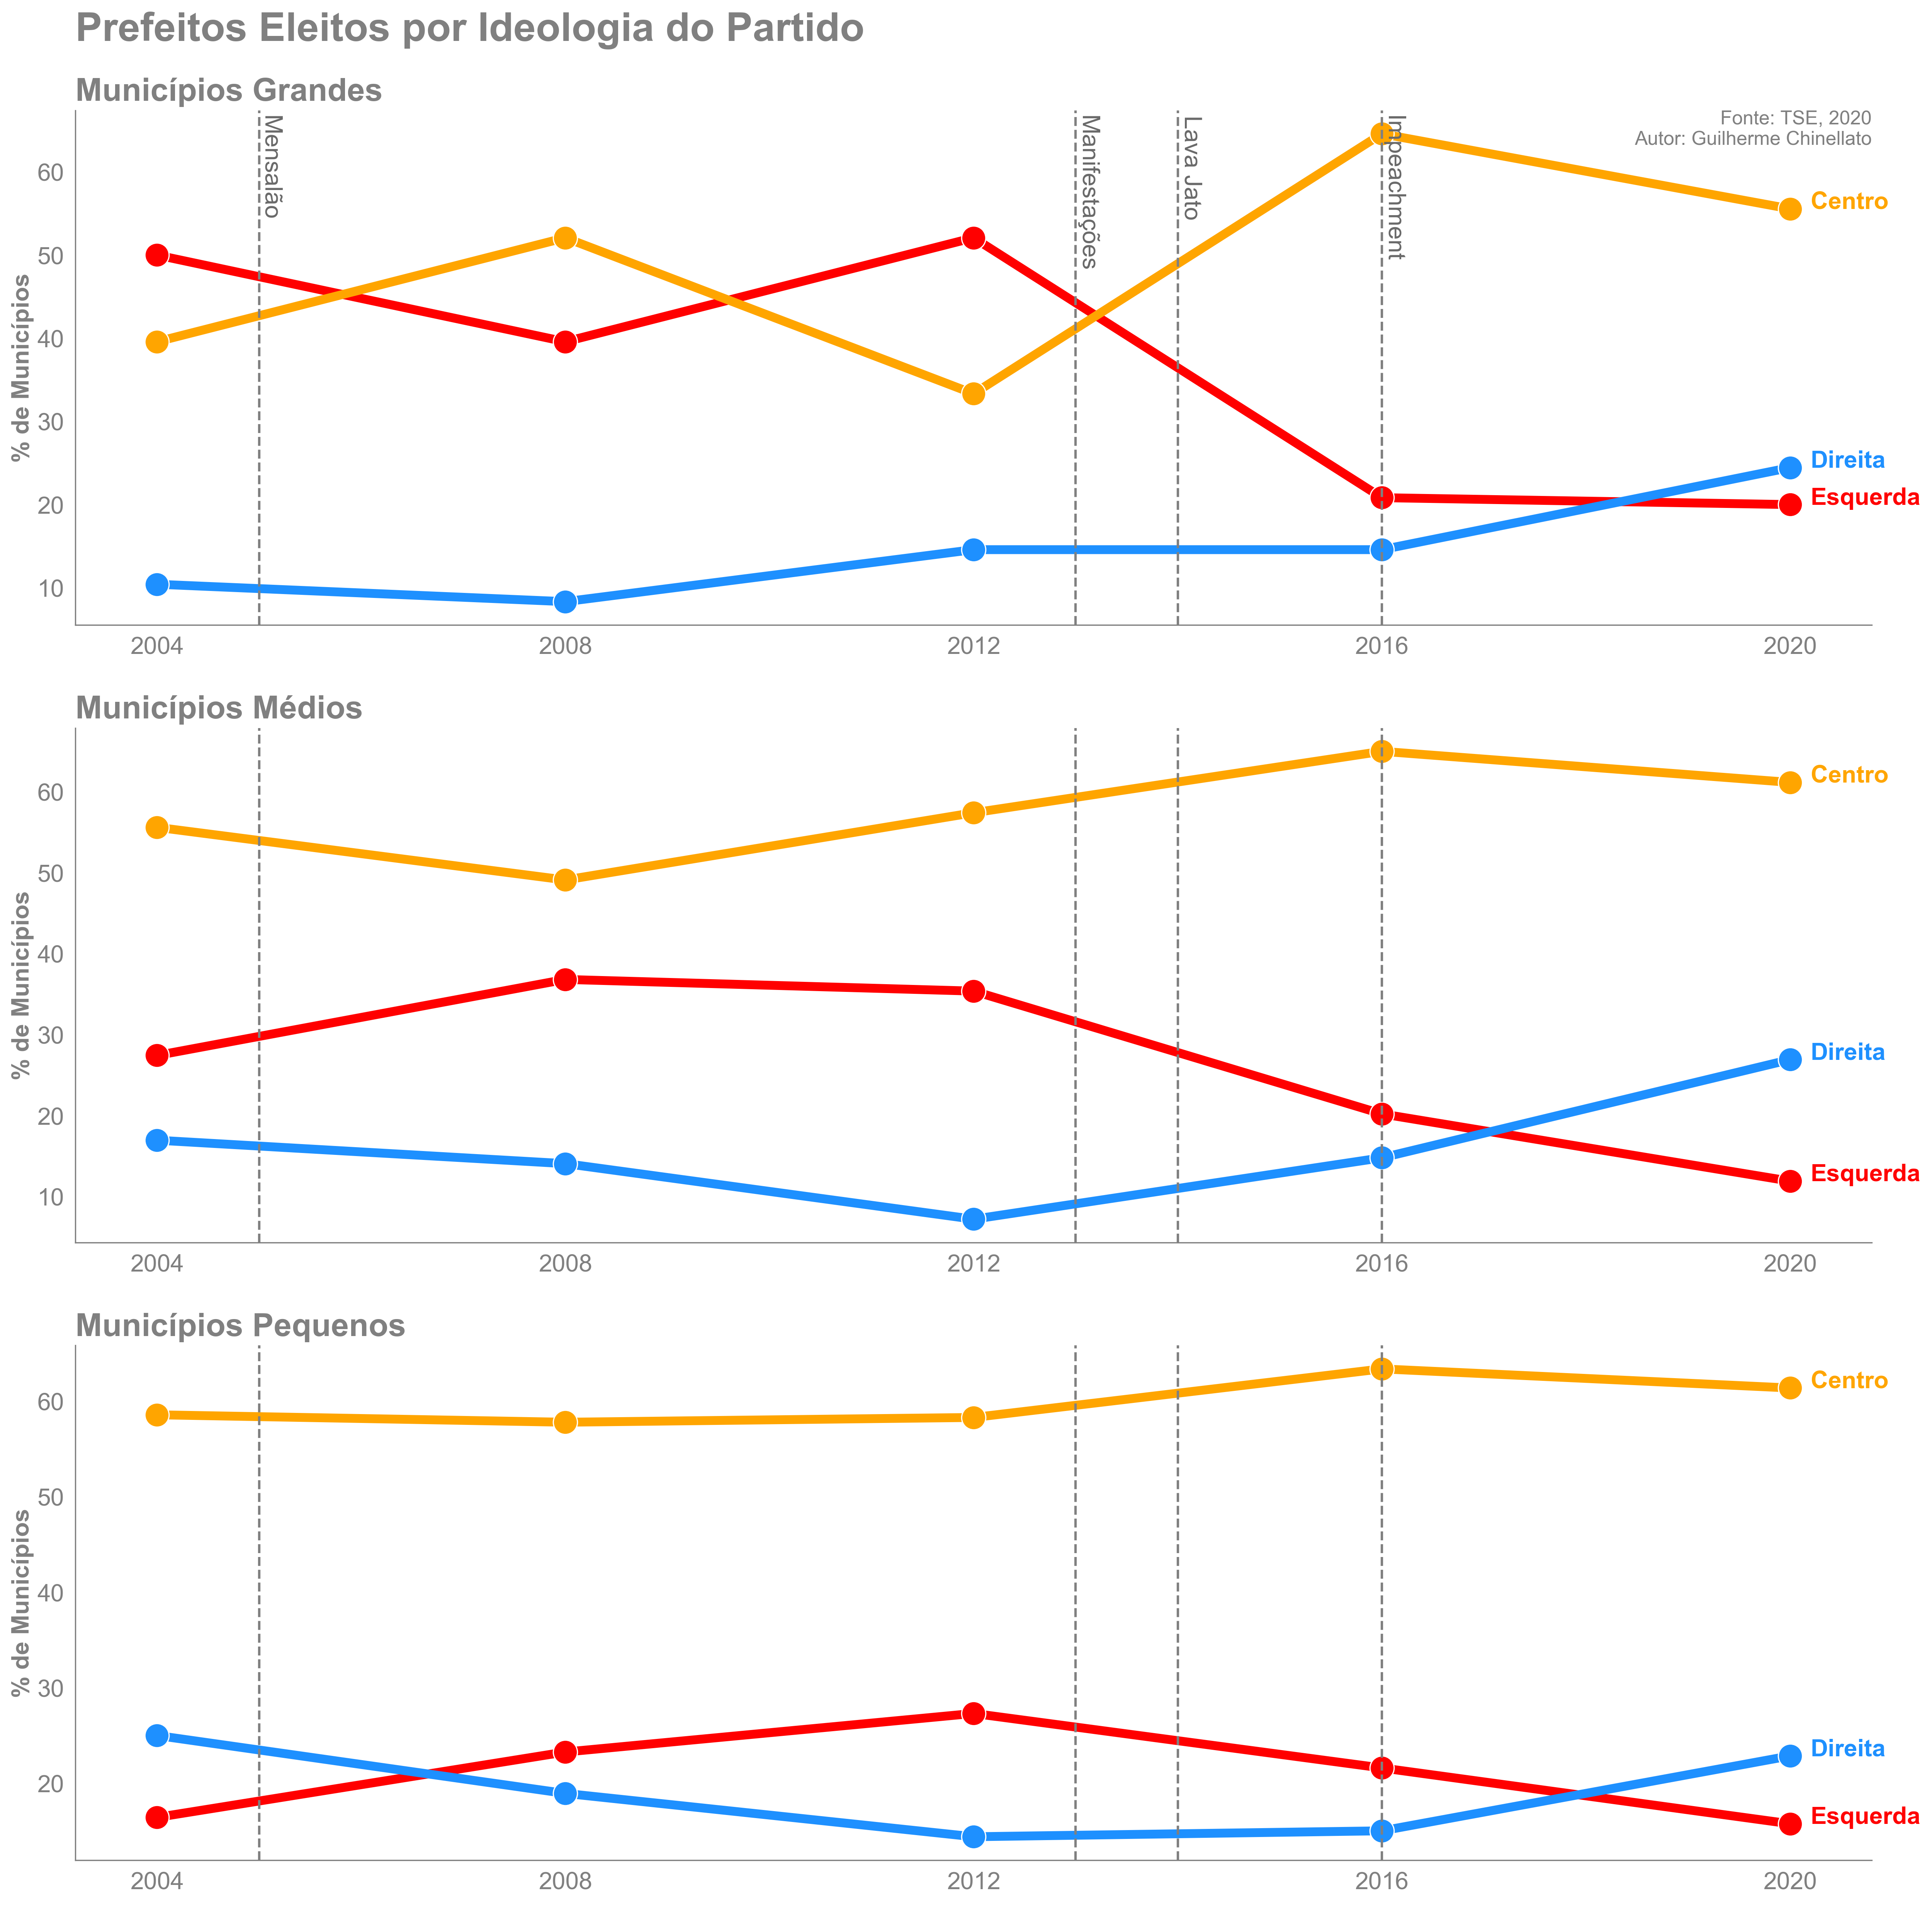 Prefeitos Eleitos por Ideologia do Partido
Municípios Grandes
Fonte: TSE, 2020
Autor: Guilherme Chinellato
Mensalão
Manifestações
Lava Jato
Impeachment
% de Municípios
60
50
40
30
20
10
Centro
Direita
Esquerda
2004 2008 2012 2016 2020
Municípios Médios
% de Municípios
60
50
40
30
20
10
Centro
Direita
Esquerda
2004 2008 2012 2016 2020
Municípios Pequenos
% de Municípios
60
50
40
30
20
Centro
Direita
Esquerda
2004 2008 2012 2016 2020